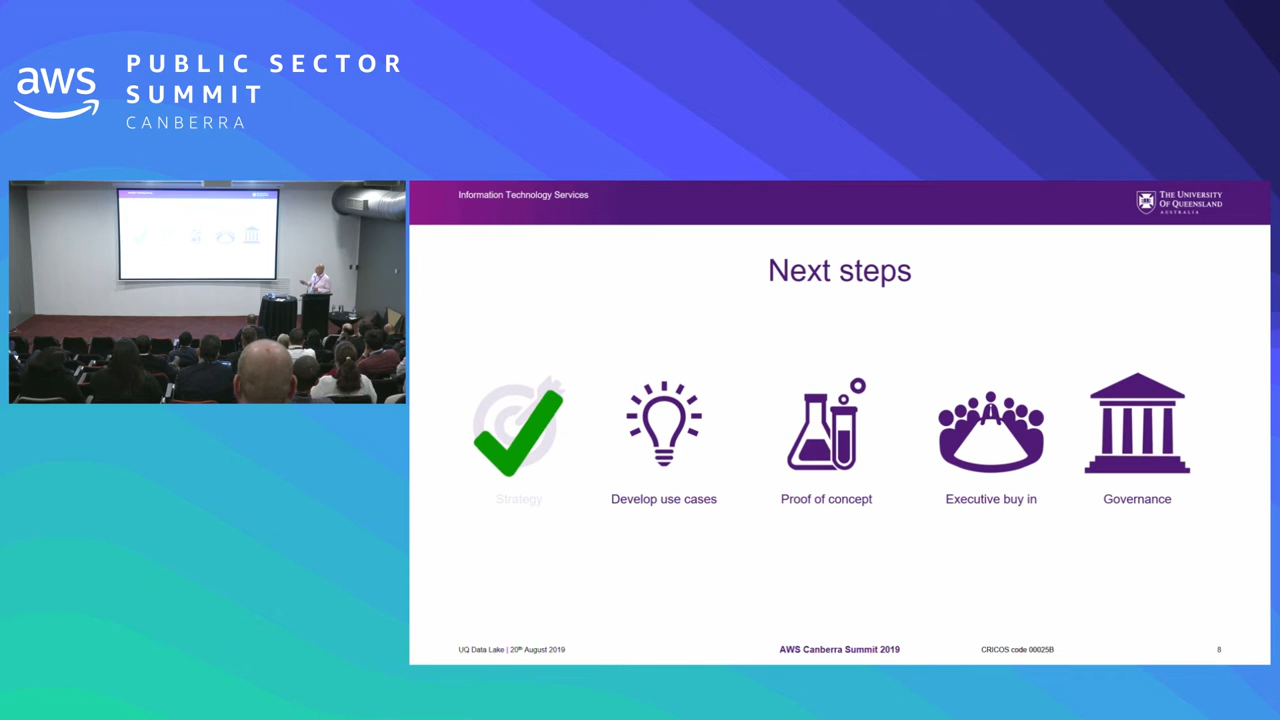 aws
PUBLIC SECTOR
SUMMIT
CANBERRA
Information Technology Services
THE UNIVERSITY
OF QUEENSLAND
AUSTRALIA
Next steps
Strategy
Develop use cases
Proof of concept
Executive buy in
Governance
UQ Data Lake | 20th August 2019
AWS Canberra Summit 2019
CRICOS code 00025B
8